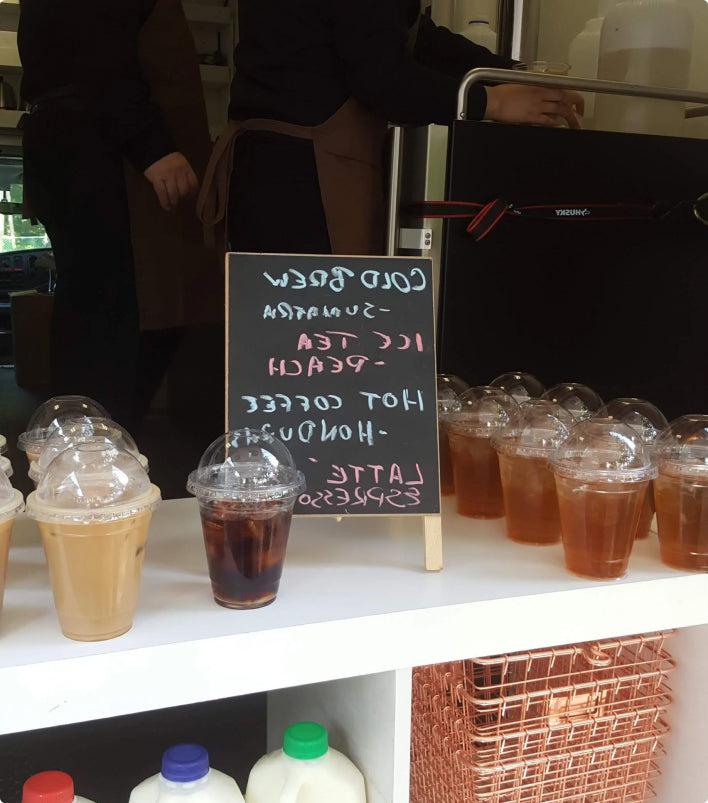 COLD BREW
-SUMATRA
ICE TEA
-PEACH
HOT COFFEE
-HONDURAS
LATTE
ESPRESSO
HUSKY